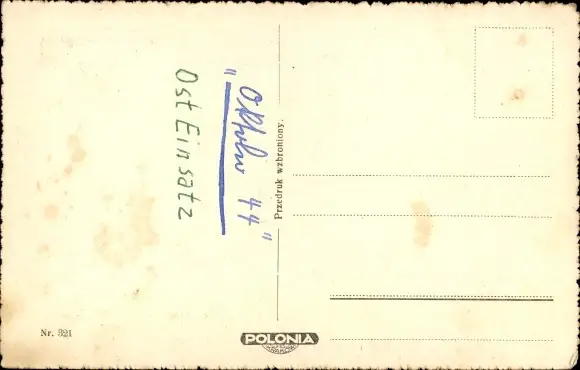 "Oktober 44"
Ost Einsatz
Przedruk wzbroniony.
Nr. 321
POLONIA